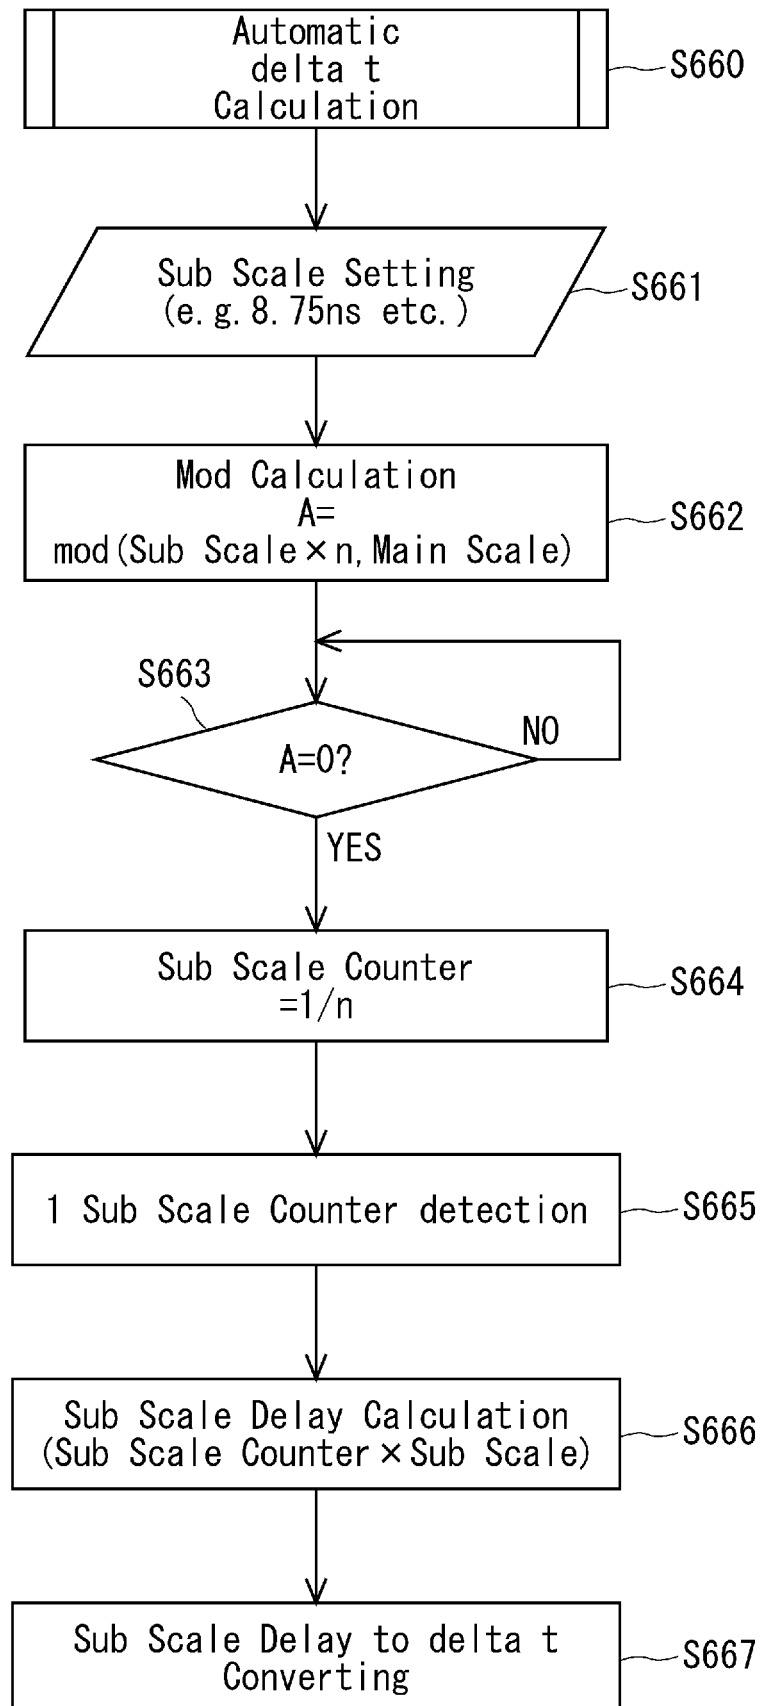 Automatic
delta t
Calculation
S660
Sub Scale Setting
(e.g.8.75ns etc.)
S661
Mod Calculation
A=
mod(Sub Scale×n,Main Scale)
S662
S663
A=0?
NO
YES
Sub Scale Counter
=1/n
S664
1 Sub Scale Counter detection
S665
Sub Scale Delay Calculation
(Sub Scale Counter×Sub Scale)
S666
Sub Scale Delay to delta t
Converting
S667